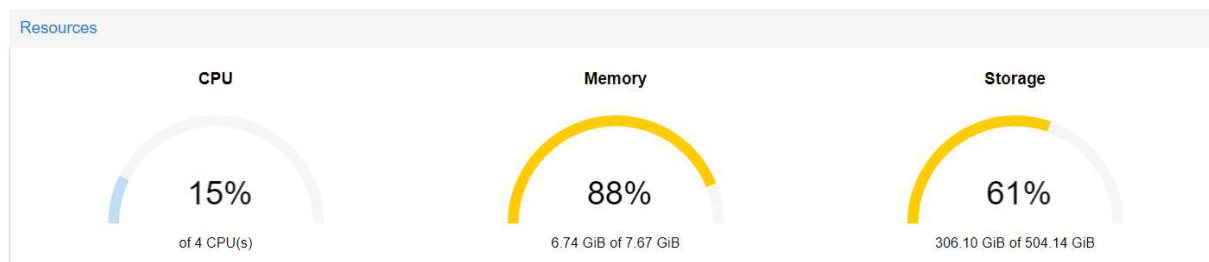 Resources
CPU Memory Storage
15% 88% 61%
of 4 CPU(s) 6.74 GiB of 7.67 GiB 306.10 GiB of 504.14 GiB